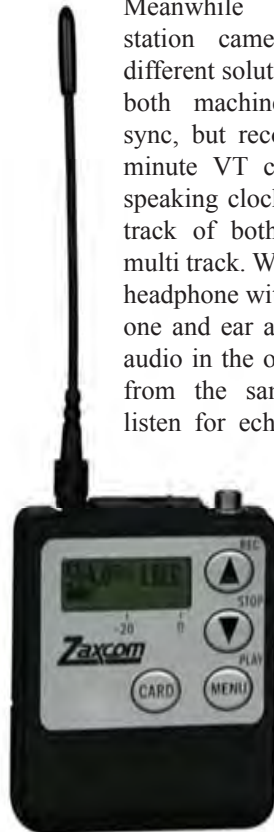 Meanwhile
station came
different solut
both machin
sync, but reco
minute VT c
speaking clock
track of both
multi track. W
headphone wit
one and ear a
audio in the o
from the sar
listen for ech
REC
STOP
-20 0
Zaxcom
PLAY
CARD MENU